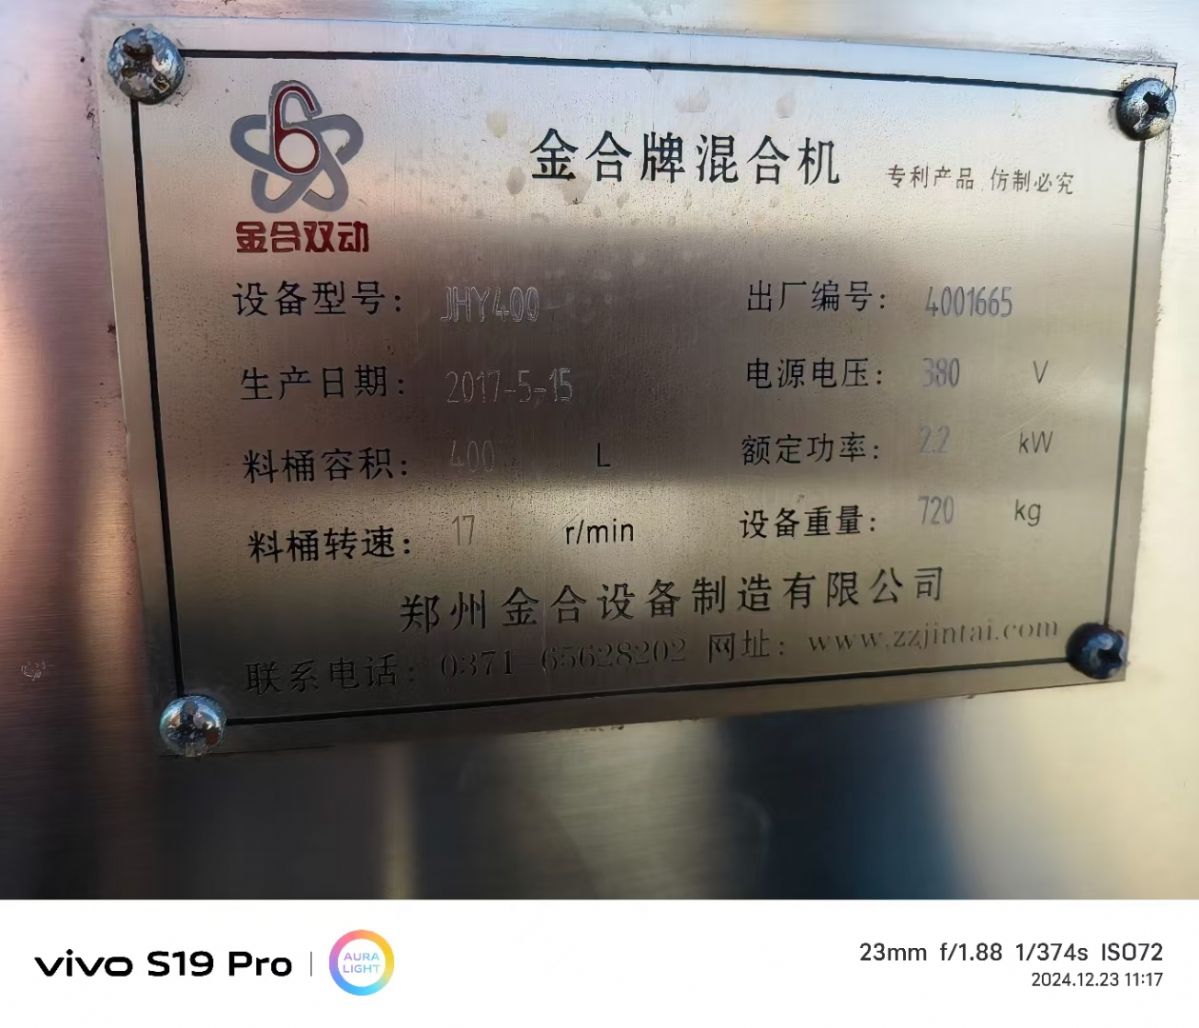 金合牌混合机 专利产品 仿制必究
金合双动
设备型号: JHY400 出厂编号: 4001665
生产日期: 2017-5-15 电源电压: 380 V
料桶容积: 400 L 额定功率: 2.2 kW
料桶转速: 17 r/min 设备重量: 720 kg
郑州金合设备制造有限公司
联系电话: 0371-65628202 网址: www.zzjintai.com
vivo S19 Pro | AURA LIGHT 23mm f/1.88 1/374s ISO72
2024.12.23 11:17